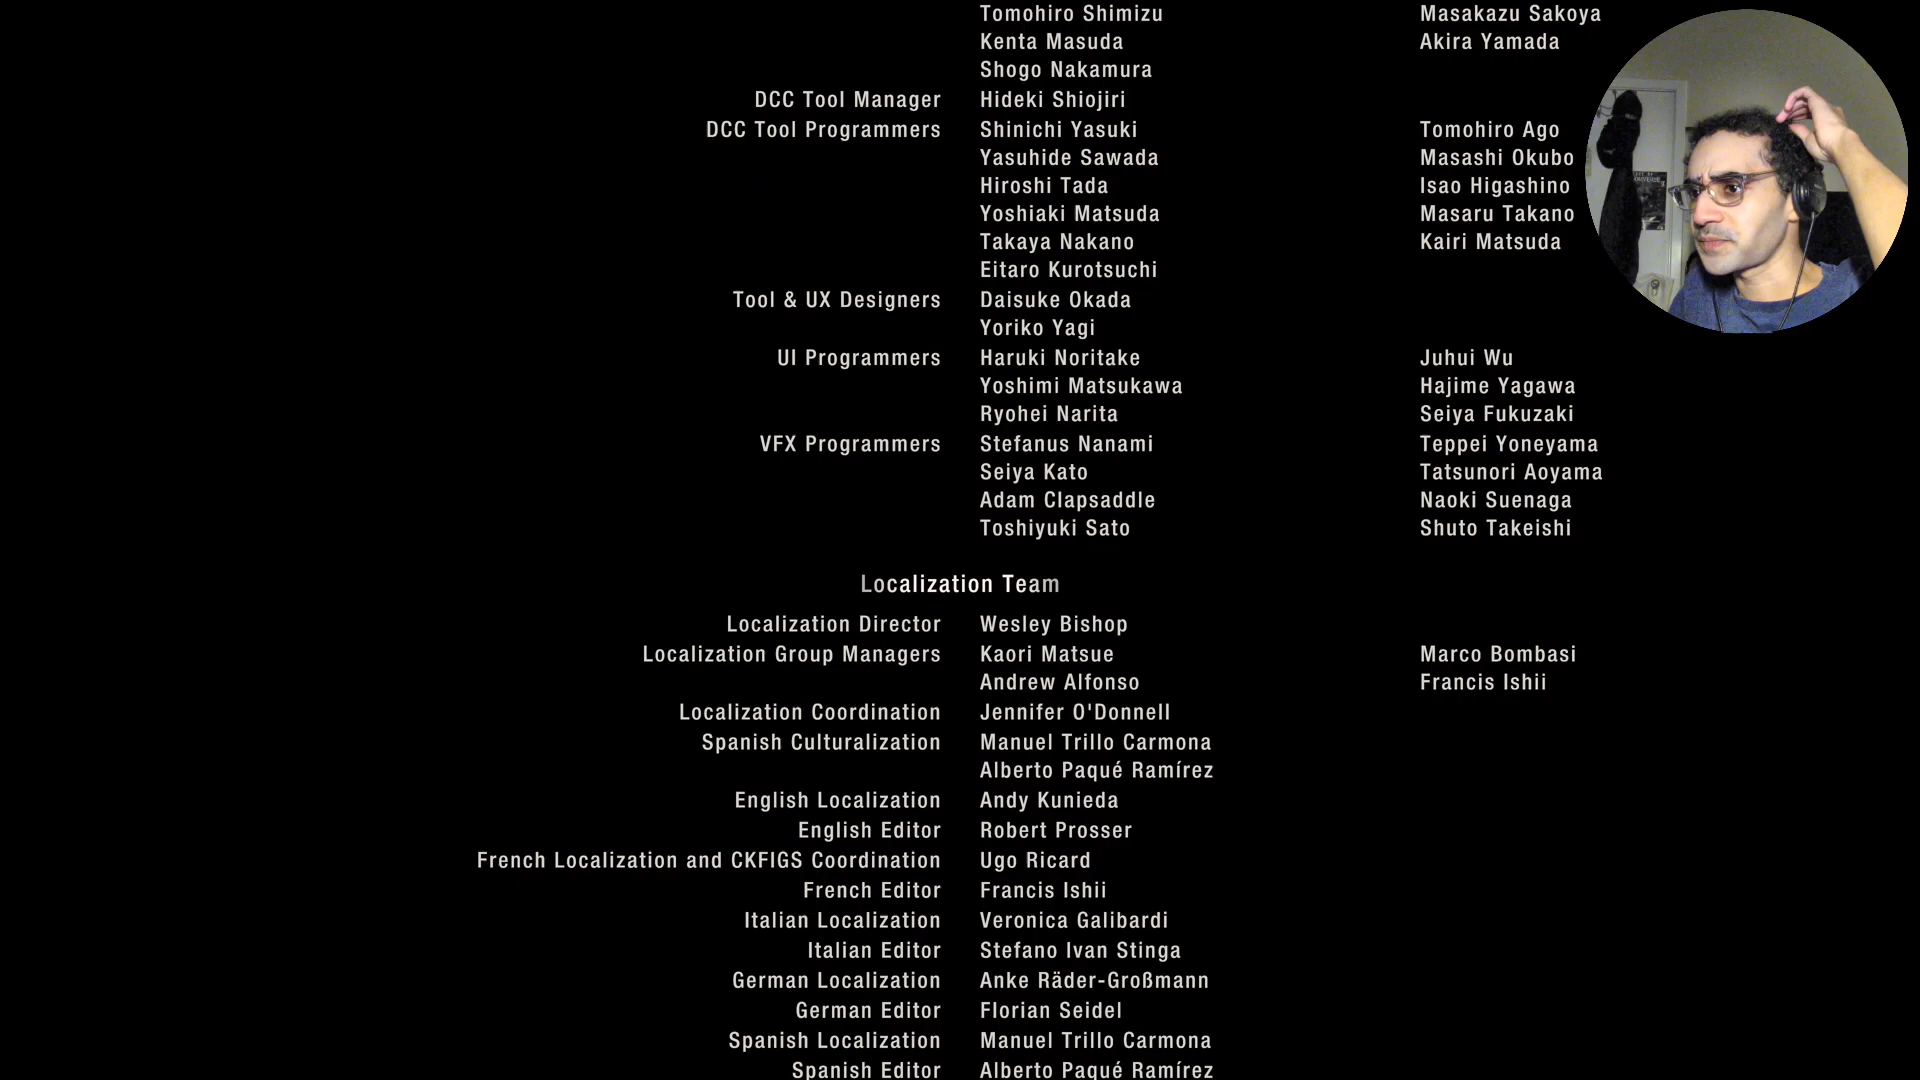 Tomohiro Shimizu Masakazu Sakoya
Kenta Masuda Akira Yamada
Shogo Nakamura
DCC Tool Manager Hideki Shiojiri
DCC Tool Programmers Shinichi Yasuki Tomohiro Ago
Yasuhide Sawada Masashi Okubo
Hiroshi Tada Isao Higashino
Yoshiaki Matsuda Masaru Takano
Takaya Nakano Kairi Matsuda
Eitaro Kurotsuchi
Tool & UX Designers Daisuke Okada
Yoriko Yagi
UI Programmers Haruki Noritake Juhui Wu
Yoshimi Matsukawa Hajime Yagawa
Ryohei Narita Seiya Fukuzaki
VFX Programmers Stefanus Nanami Teppei Yoneyama
Seiya Kato Tatsunori Aoyama
Adam Clapsaddle Naoki Suenaga
Toshiyuki Sato Shuto Takeishi
Localization Team
Localization Director Wesley Bishop
Localization Group Managers Kaori Matsue Marco Bombasi
Andrew Alfonso Francis Ishii
Localization Coordination Jennifer O'Donnell
Spanish Culturalization Manuel Trillo Carmona
Alberto Paqué Ramírez
English Localization Andy Kunieda
English Editor Robert Prosser
French Localization and CKFIGS Coordination Ugo Ricard
French Editor Francis Ishii
Italian Localization Veronica Galibardi
Italian Editor Stefano Ivan Stinga
German Localization Anke Räder-Großmann
German Editor Florian Seidel
Spanish Localization Manuel Trillo Carmona
Spanish Editor Alberto Paqué Ramírez